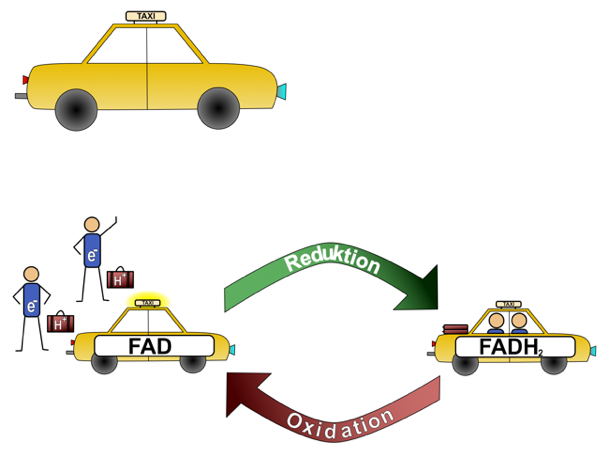 TAXI
e⁻
H⁺
e⁻
H⁺
TAXI
FAD
Reduktion
TAXI
FADH₂
Oxidation